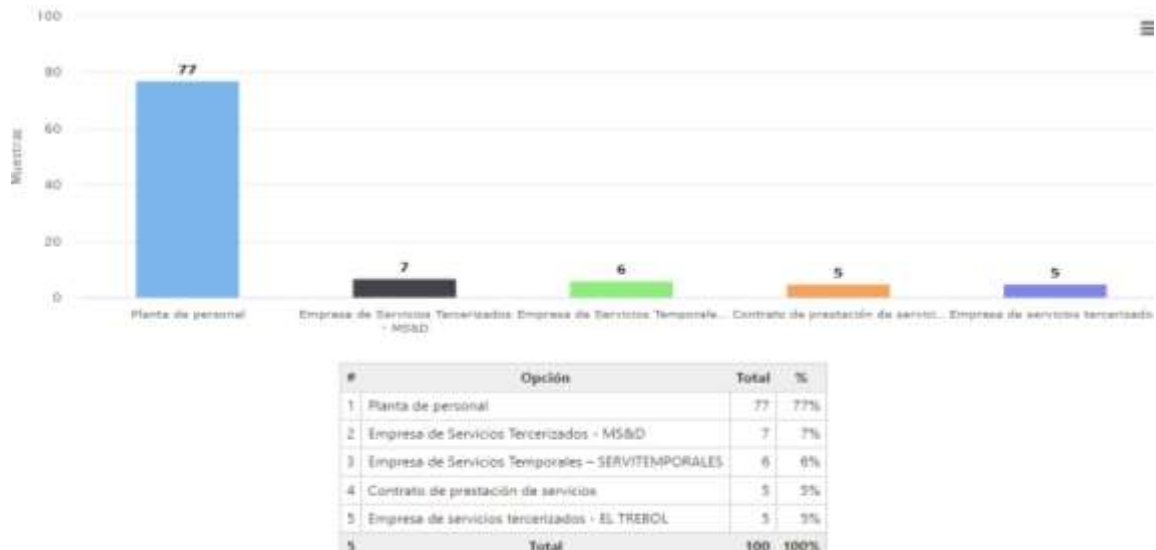 100
80
60
40
20
0
Muestras
77
7
6
5
5
Planta de personal
Empresa de Servicios Tercerizados - MS&D
Empresa de Servicios Temporale...
Contrato de prestación de servici...
Empresa de servicios tercerizado
# Opción Total %
1 Planta de personal 77 77%
2 Empresa de Servicios Tercerizados - MS&D 7 7%
3 Empresa de Servicios Temporales – SERVITEMPORALES 6 6%
4 Contrato de prestación de servicios 5 5%
5 Empresa de servicios tercerizados - EL TREBOL 5 5%
5 Total 100 100%